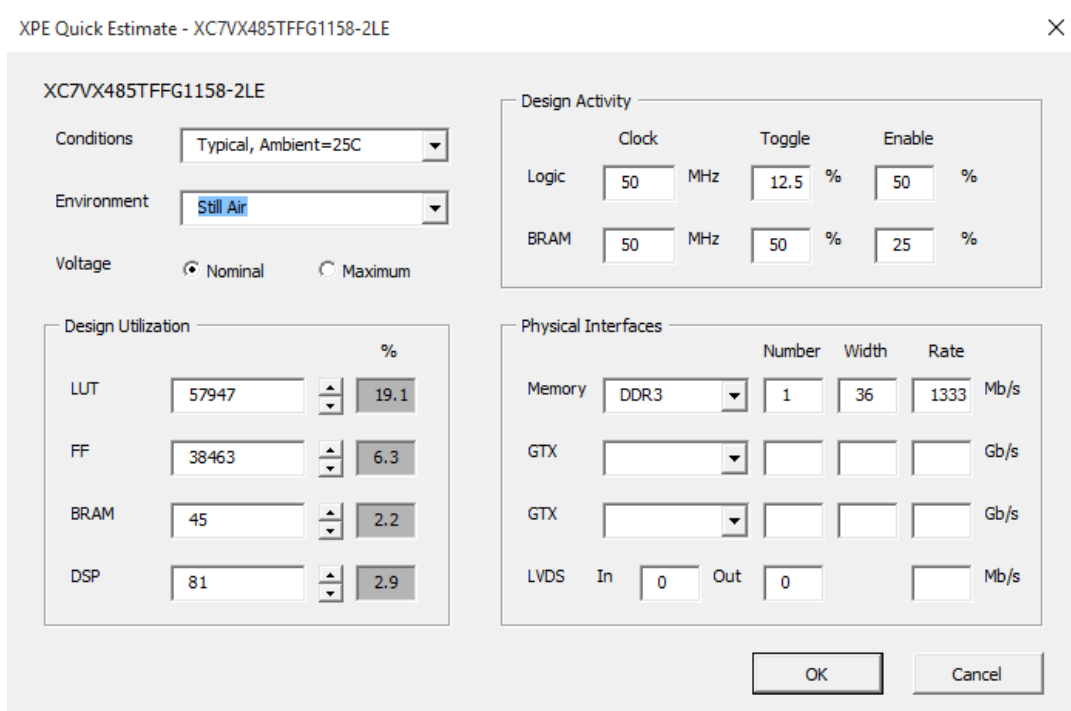 XPE Quick Estimate - XC7VX485TFFG1158-2LE
XC7VX485TFFG1158-2LE
Conditions Typical, Ambient=25C
Environment Still Air
Voltage Nominal Maximum
Design Utilization
%
LUT 57947 19.1
FF 38463 6.3
BRAM 45 2.2
DSP 81 2.9
Design Activity
Clock Toggle Enable
Logic 50 MHz 12.5 % 50 %
BRAM 50 MHz 50 % 25 %
Physical Interfaces
Number Width Rate
Memory DDR3 1 36 1333 Mb/s
GTX Gb/s
GTX Gb/s
LVDS In 0 Out 0 Mb/s
OK Cancel